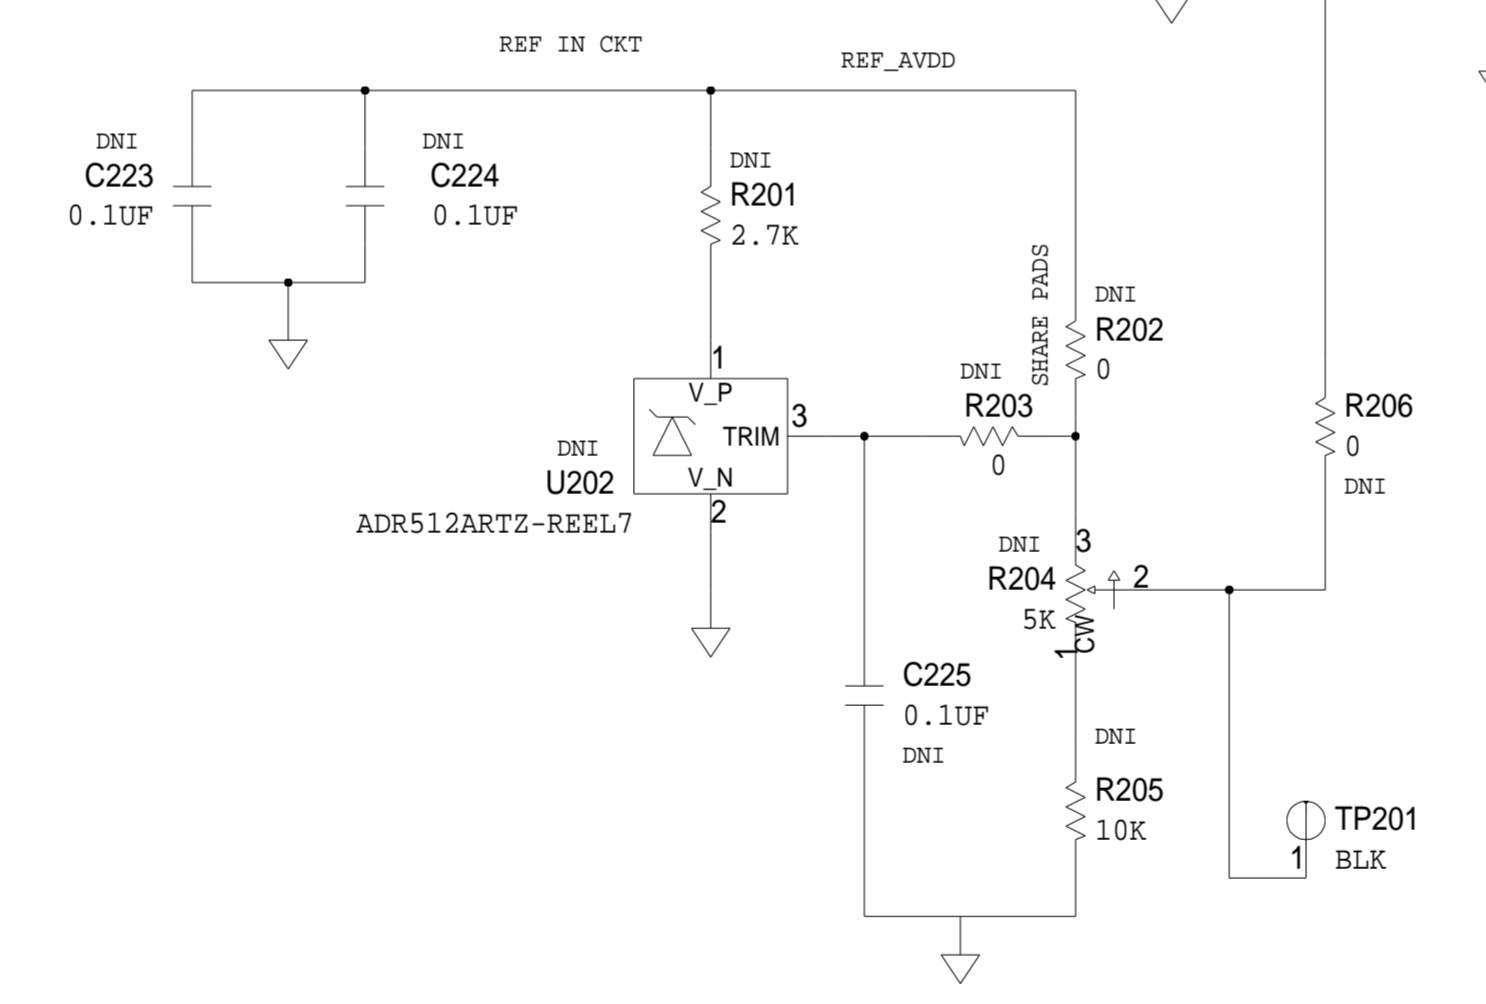 REF IN CKT
REF_AVDD
DNI
C223
0.1UF
DNI
C224
0.1UF
DNI
R201
2.7K
SHARE PADS
DNI
R202
0
1
V_P
TRIM
V_N
2
3
DNI
U202
ADR512ARTZ-REEL7
DNI
R203
0
R206
0
DNI
DNI
R204
5K
3
2
1
CW
C225
0.1UF
DNI
DNI
R205
10K
TP201
1
BLK